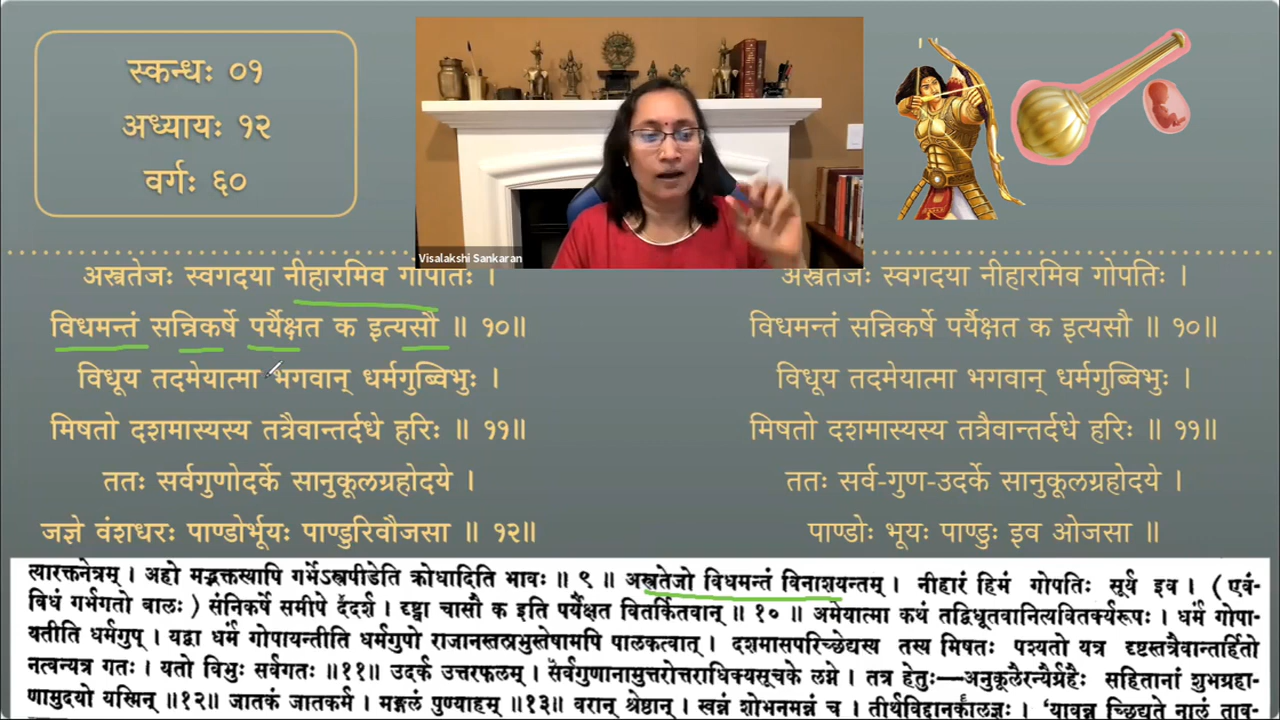 स्कन्धः ०१
अध्यायः १२
वर्गः ६०
Visalakshi Sankaran
अस्त्रतेजः स्वगदया नीहारमिव गोपतिः ।
विधमन्तं सन्निकर्षे पर्यैक्षत क इत्यसौ ॥ १०॥
विधूय तदमेयात्मा भगवान् धर्मगुब्विभुः ।
मिषतो दशमास्यस्य तत्रैवान्तर्दधे हरिः ॥ ११॥
ततः सर्वगुणोदर्के सानुकूलग्रहोदये ।
जज्ञे वंशधरः पाण्डोर्भूयः पाण्डुरिवौजसा ॥ १२॥
अस्त्रतेजः स्वगदया नीहारमिव गोपतिः ।
विधमन्तं सन्निकर्षे पर्यैक्षत क इत्यसौ ॥ १०॥
विधूय तदमेयात्मा भगवान् धर्मगुब्विभुः ।
मिषतो दशमास्यस्य तत्रैवान्तर्दधे हरिः ॥ ११॥
ततः सर्व-गुण-उदर्के सानुकूलग्रहोदये ।
पाण्डोः भूयः पाण्डुः इव ओजसा ॥
त्यारक्तनेत्रम् । अहो मद्भक्तस्यापि गर्भेऽस्त्रपीडेति क्रोधादिति भावः ॥ ९ ॥ अस्त्रतेजो विधमन्तं विनाशयन्तम् । नीहारं हिमं गोपतिः सूर्य इव । ( एवं-
विधं गर्भगतो बालः ) संनिकर्षे समीपे ददर्श । दृष्ट्वा चासौ क इति पर्यैक्षत वितर्कितवान् ॥ १० ॥ अमेयात्मा कथं तद्विधूतवानित्यवितर्क्यरूपः । धर्मं गोपा-
यतीति धर्मगुप् । यद्वा धर्मं गोपायन्तीति धर्मगुपो राजानस्तत्प्रभुस्तेषामपि पालकत्वात् । दशमासपरिच्छेद्यस्य तस्य मिषतः पश्यतो यत्र दृष्टस्तत्रैवान्तर्हितो
नत्वन्यत्र गतः । यतो विभुः सर्वगतः ॥११॥ उदर्क उत्तरफलम् । सर्वगुणानामुत्तरोत्तराधिक्यसूचके लग्ने । तत्र हेतुः—अनुकूलैरन्यैर्ग्रहैः सहितानां शुभग्रहा-
णामुदयो यस्मिन् ॥१२॥ जातकं जातकर्म । मङ्गलं पुण्याहम् ॥१३॥ वरान् श्रेष्ठान् । स्वन्नं शोभनमन्नं च । तीर्थविद्दानकालज्ञः । 'यावन्न च्छिद्यते नालं ताव-